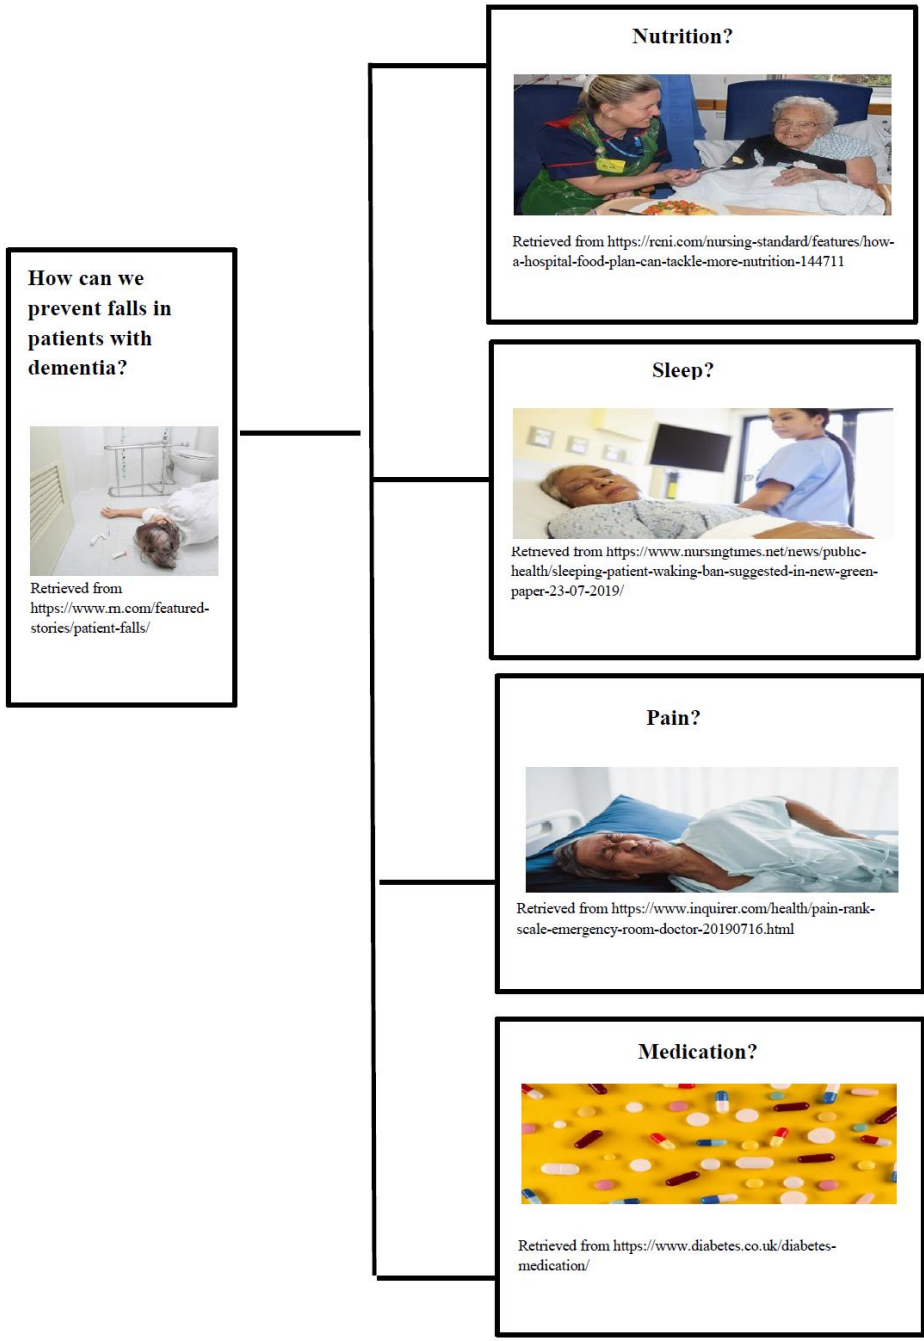 How can we
prevent falls in
patients with
dementia?
Retrieved from
https://www.rn.com/featured-
stories/patient-falls/
Nutrition?
Retrieved from https://rcni.com/nursing-standard/features/how-
a-hospital-food-plan-can-tackle-more-nutrition-144711
Sleep?
Retrieved from https://www.nursingtimes.net/news/public-
health/sleeping-patient-waking-ban-suggested-in-new-green-
paper-23-07-2019/
Pain?
Retrieved from https://www.inquirer.com/health/pain-rank-
scale-emergency-room-doctor-20190716.html
Medication?
Retrieved from https://www.diabetes.co.uk/diabetes-
medication/